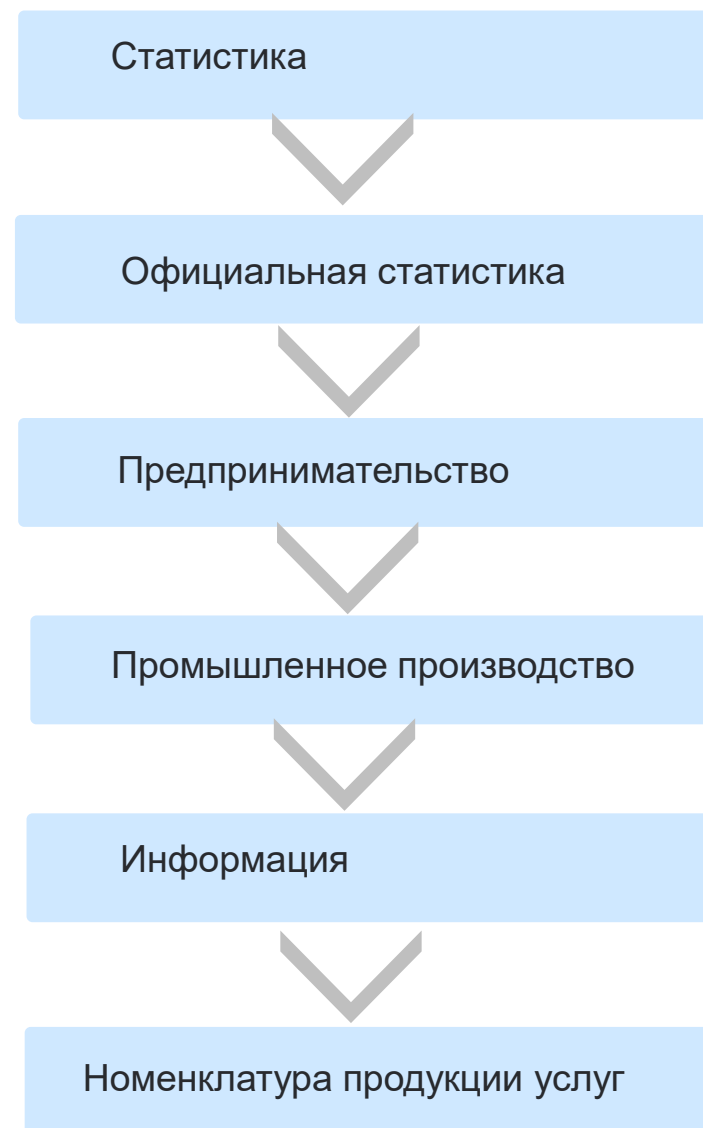 Статистика
Официальная статистика
Предпринимательство
Промышленное производство
Информация
Номенклатура продукции услуг